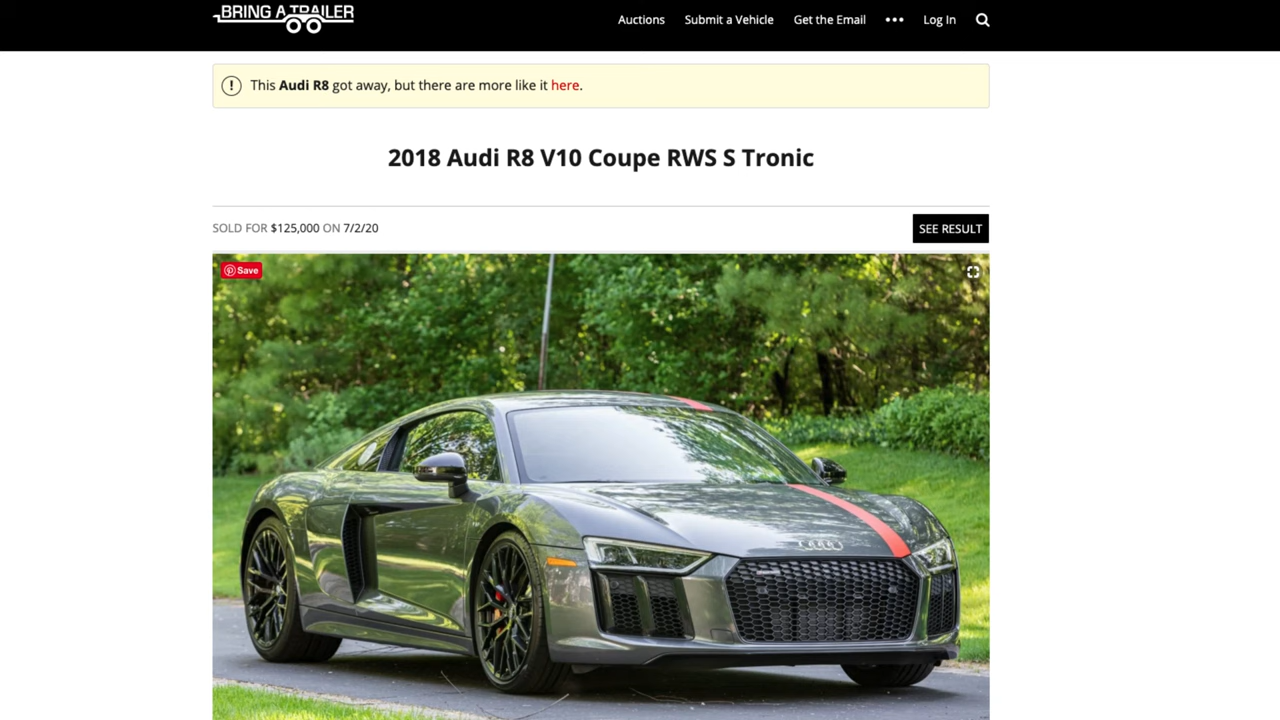 BRING A TRAILER
Auctions
Submit a Vehicle
Get the Email
Log In
This Audi R8 got away, but there are more like it here.
2018 Audi R8 V10 Coupe RWS S Tronic
SOLD FOR $125,000 ON 7/2/20
SEE RESULT
Save